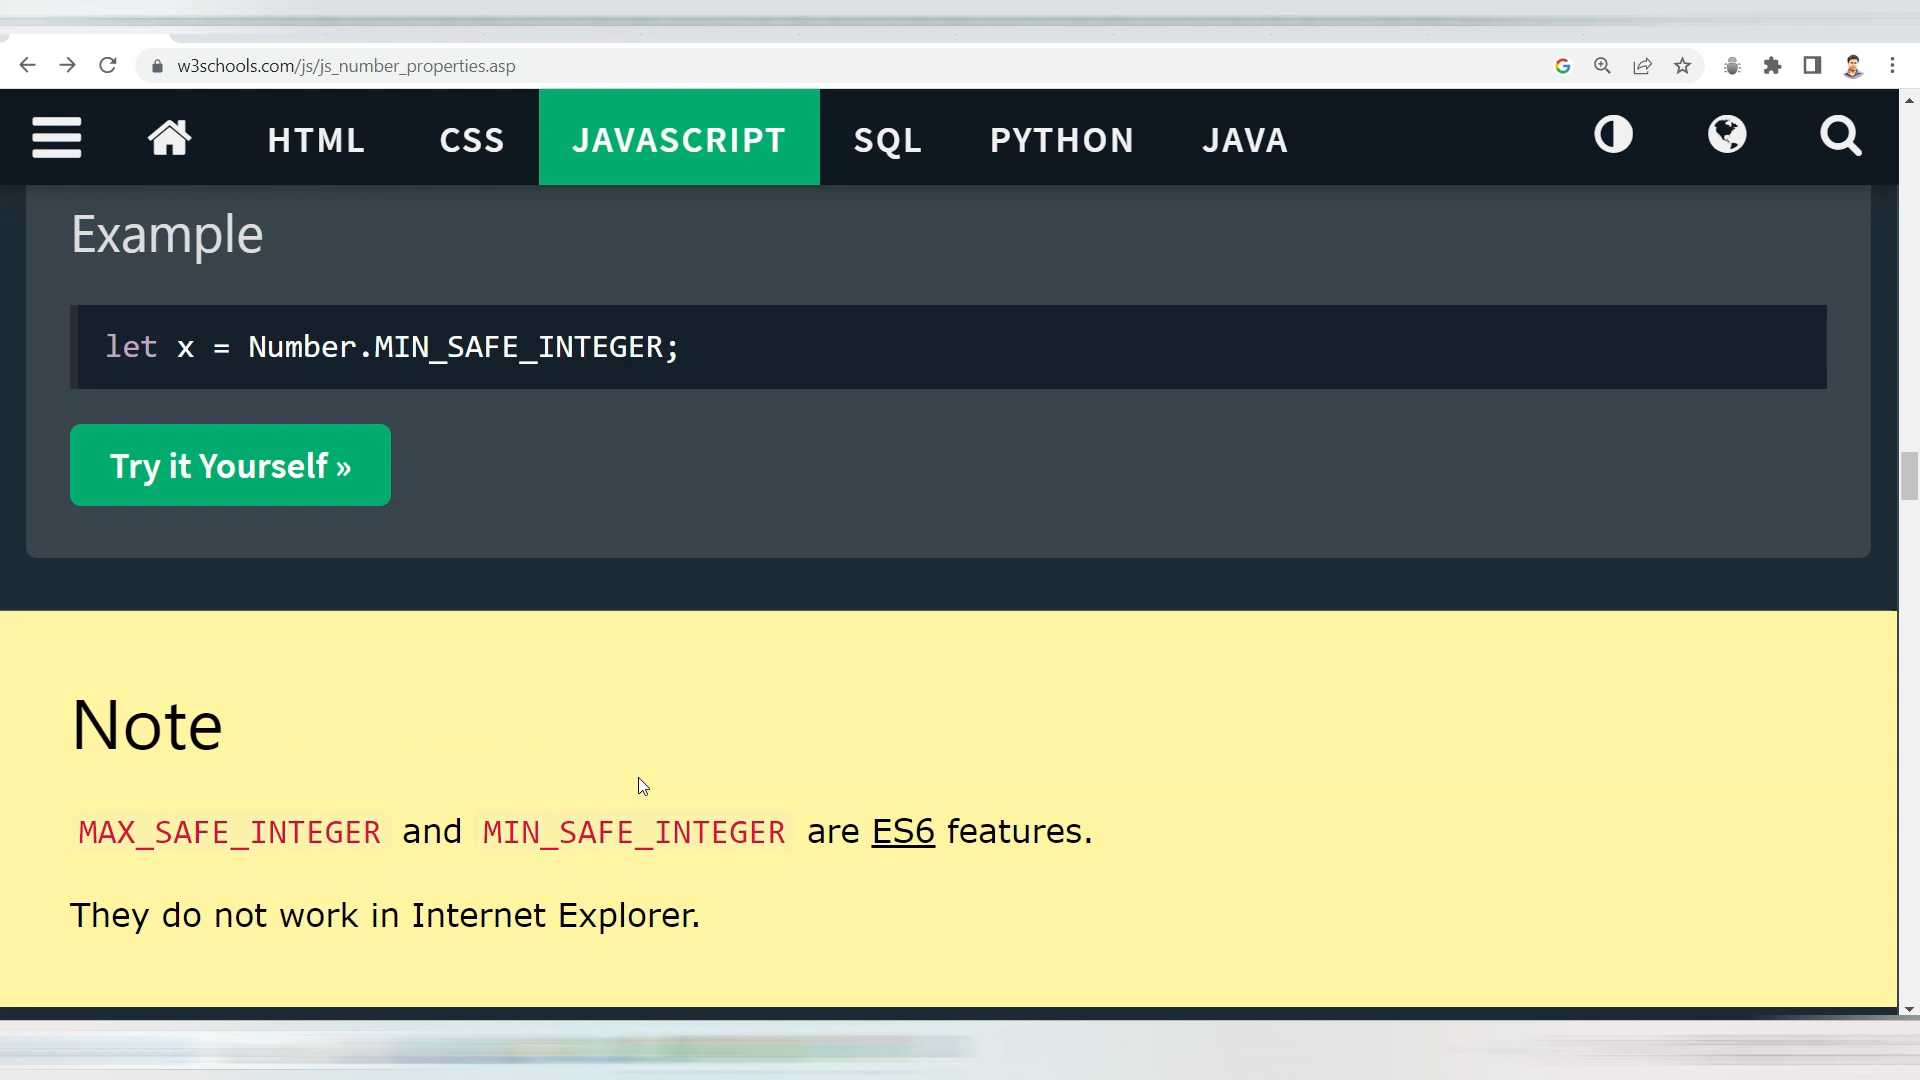 w3schools.com/js/js_number_properties.asp
HTML CSS JAVASCRIPT SQL PYTHON JAVA
Example
let x = Number.MIN_SAFE_INTEGER;
Try it Yourself »
Note
MAX_SAFE_INTEGER and MIN_SAFE_INTEGER are ES6 features.
They do not work in Internet Explorer.